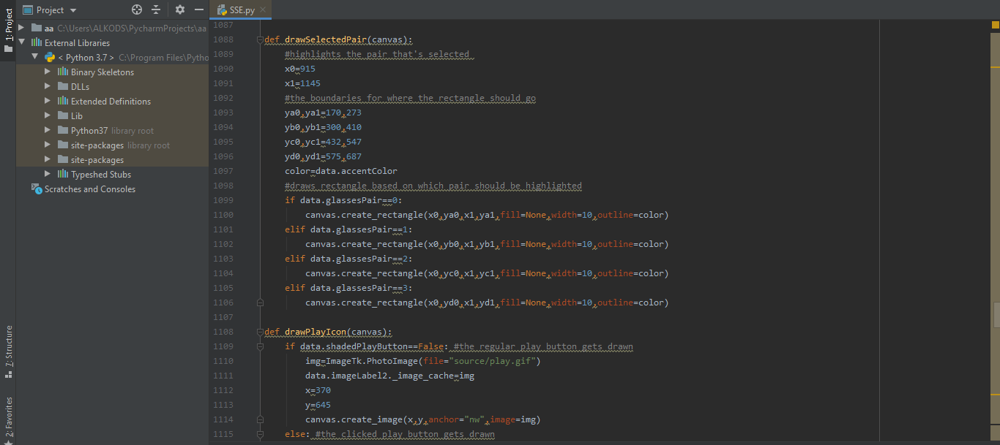 Project
SSE.py
1: Project
aa C:\Users\ALKODS\PycharmProjects\aa
External Libraries
< Python 3.7 > C:\Program Files\Pytho
Binary Skeletons
DLLs
Extended Definitions
Lib
Python37 library root
site-packages library root
site-packages
Typeshed Stubs
Scratches and Consoles
7: Structure
2: Favorites
1087
1088 def drawSelectedPair(canvas):
1089 #highlights the pair that's selected
1090 x0=915
1091 x1=1145
1092 #the boundaries for where the rectangle should go
1093 ya0,ya1=170,273
1094 yb0,yb1=300,410
1095 yc0,yc1=432,547
1096 yd0,yd1=575,687
1097 color=data.accentColor
1098 #draws rectangle based on which pair should be highlighted
1099 if data.glassesPair==0:
1100 canvas.create_rectangle(x0,ya0,x1,ya1,fill=None,width=10,outline=color)
1101 elif data.glassesPair==1:
1102 canvas.create_rectangle(x0,yb0,x1,yb1,fill=None,width=10,outline=color)
1103 elif data.glassesPair==2:
1104 canvas.create_rectangle(x0,yc0,x1,yc1,fill=None,width=10,outline=color)
1105 elif data.glassesPair==3:
1106 canvas.create_rectangle(x0,yd0,x1,yd1,fill=None,width=10,outline=color)
1107
1108 def drawPlayIcon(canvas):
1109 if data.shadedPlayButton==False: #the regular play button gets drawn
1110 img=ImageTk.PhotoImage(file="source/play.gif")
1111 data.imageLabel2._image_cache=img
1112 x=370
1113 y=645
1114 canvas.create_image(x,y,anchor="nw",image=img)
1115 else: #the clicked play button gets drawn